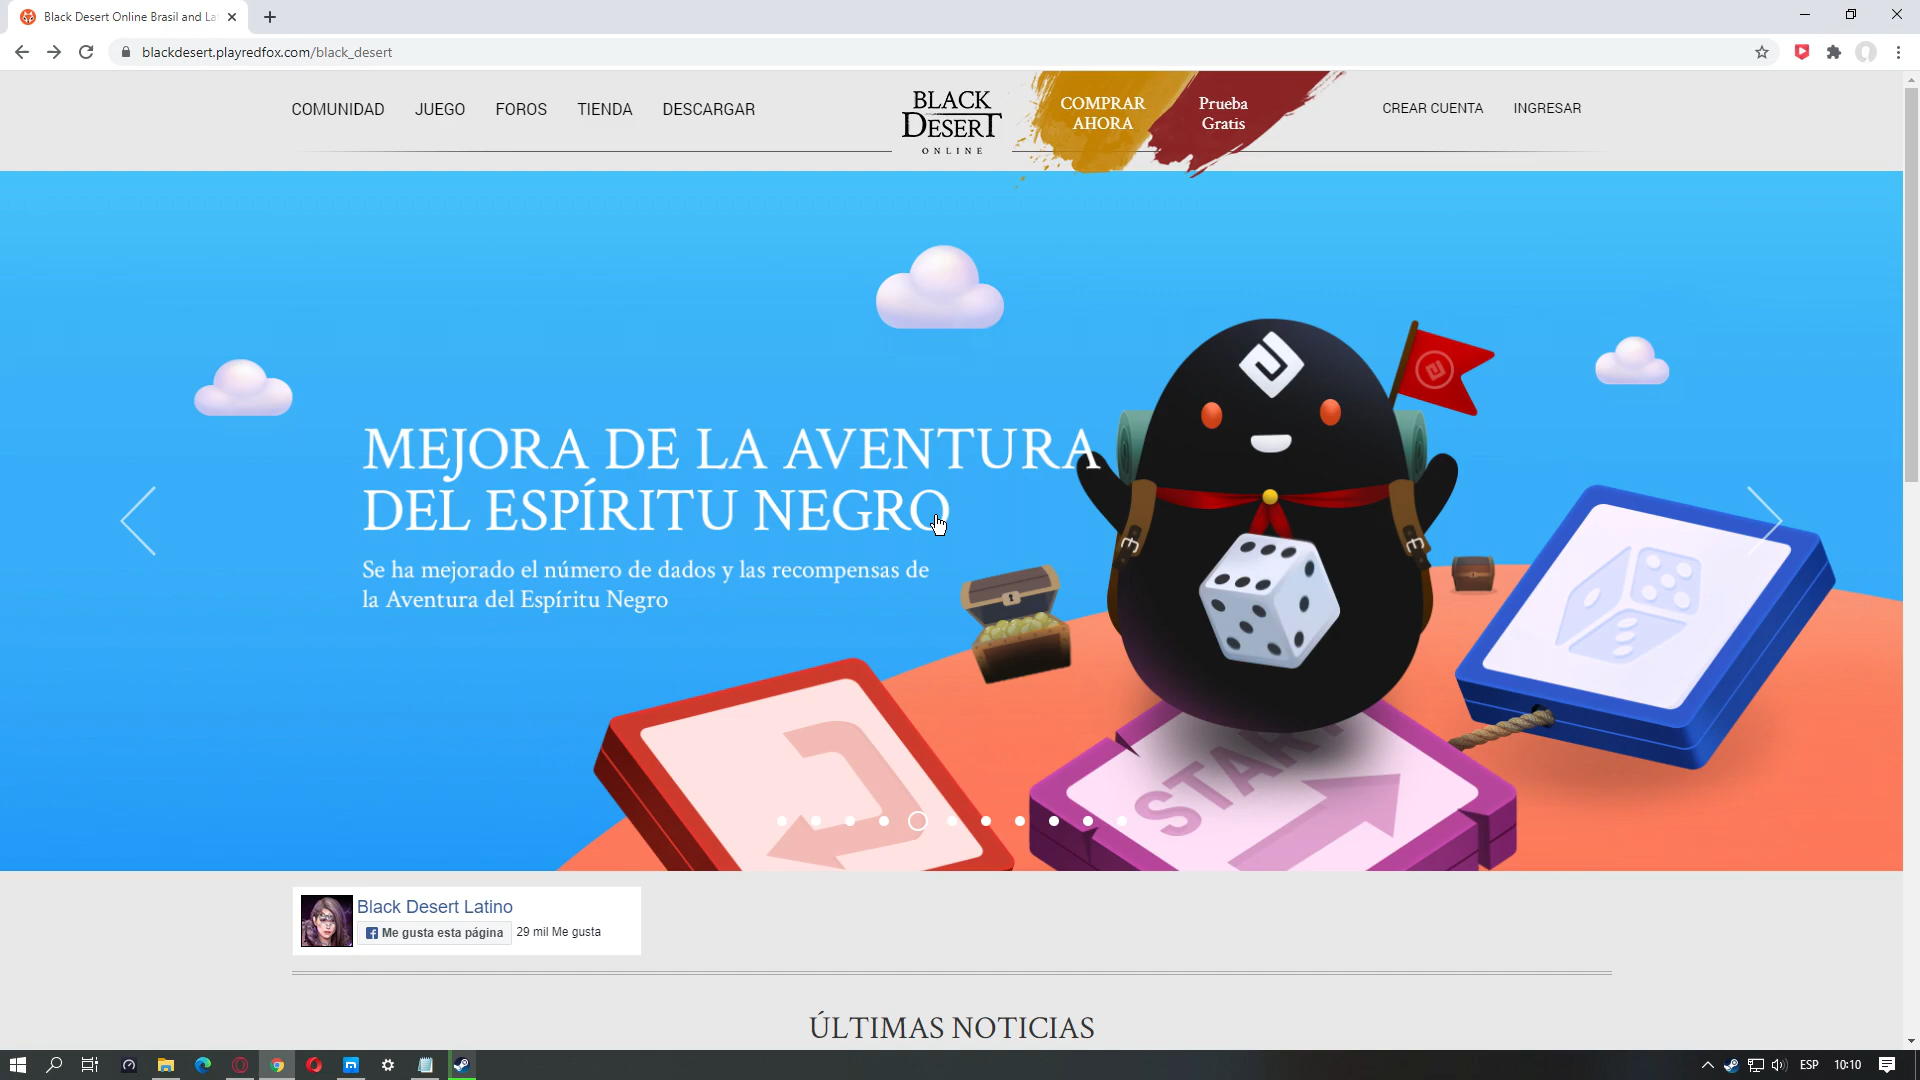 Black Desert Online Brasil and La
blackdesert.playredfox.com/black_desert
COMUNIDAD
JUEGO
FOROS
TIENDA
DESCARGAR
BLACK
DESERT
ONLINE
COMPRAR
AHORA
Prueba
Gratis
CREAR CUENTA
INGRESAR
MEJORA DE LA AVENTURA
DEL ESPÍRITU NEGRO
Se ha mejorado el número de dados y las recompensas de
la Aventura del Espíritu Negro
START
Black Desert Latino
Me gusta esta página
29 mil Me gusta
ÚLTIMAS NOTICIAS
ESP
10:10